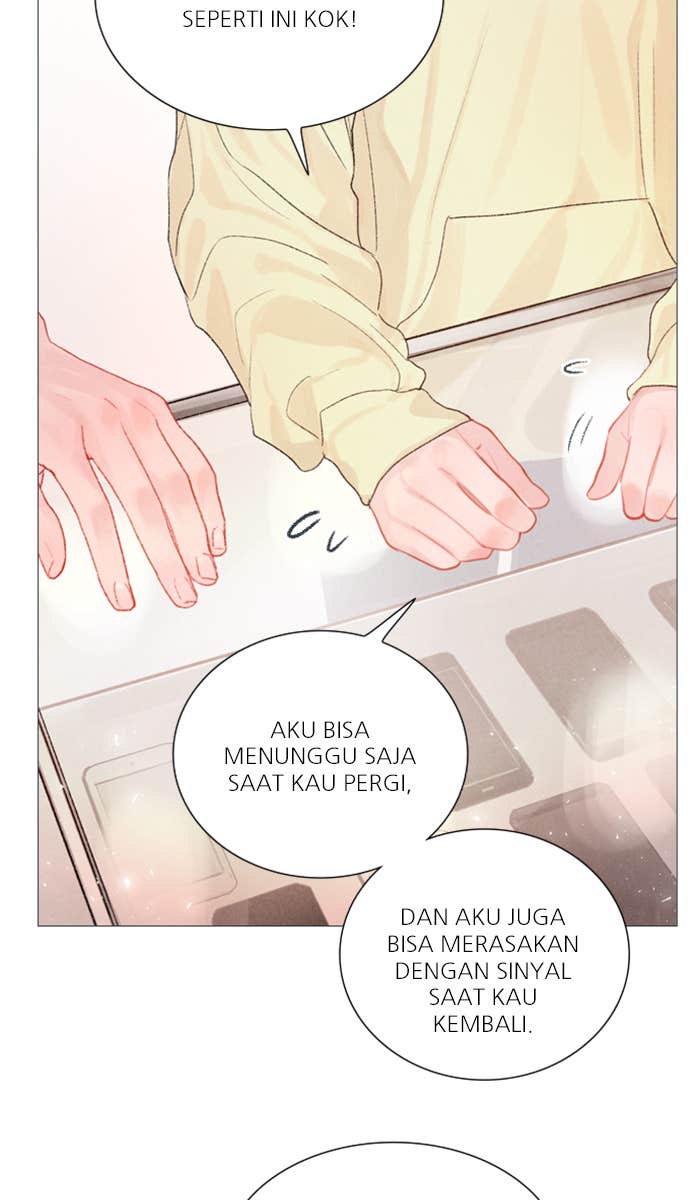 SEPERTI INI KOK!
AKU BISA
MENUNGGU SAJA
SAAT KAU PERGI,
DAN AKU JUGA
BISA MERASAKAN
DENGAN SINYAL
SAAT KAU
KEMBALI.